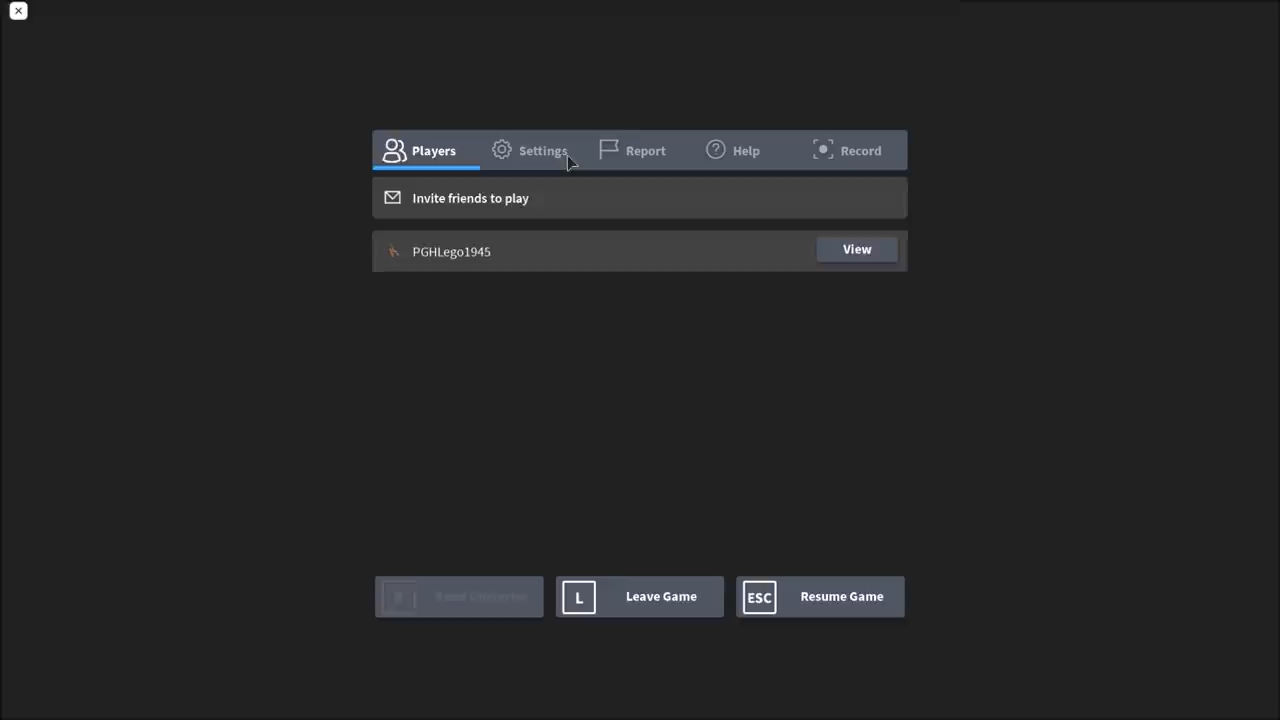 Players Settings Report Help Record
Invite friends to play
PGHLego1945 View
L Leave Game ESC Resume Game